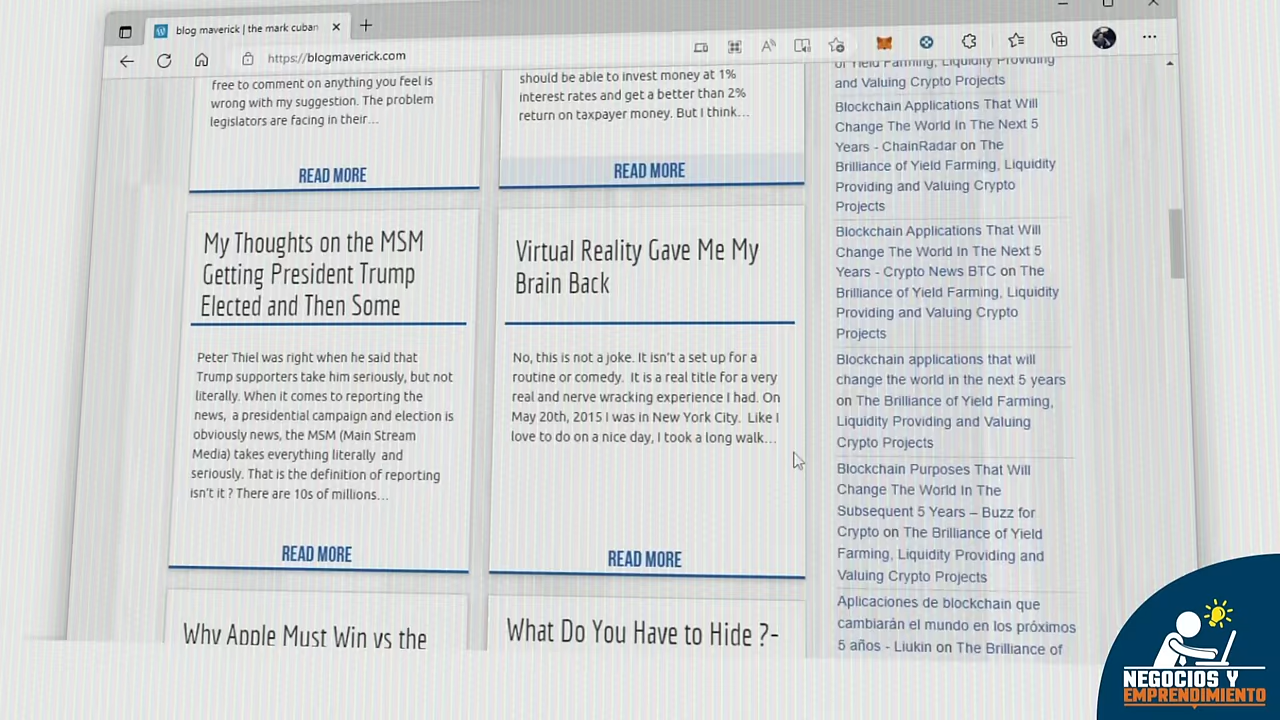 blog maverick | the mark cuban
https://blogmaverick.com
free to comment on anything you feel is
wrong with my suggestion. The problem
legislators are facing in their...
READ MORE
should be able to invest money at 1%
interest rates and get a better than 2%
return on taxpayer money. But I think...
READ MORE
My Thoughts on the MSM
Getting President Trump
Elected and Then Some
Peter Thiel was right when he said that
Trump supporters take him seriously, but not
literally. When it comes to reporting the
news, a presidential campaign and election is
obviously news, the MSM (Main Stream
Media) takes everything literally and
seriously. That is the definition of reporting
isn't it ? There are 10s of millions...
READ MORE
Virtual Reality Gave Me My
Brain Back
No, this is not a joke. It isn't a set up for a
routine or comedy. It is a real title for a very
real and nerve wracking experience I had. On
May 20th, 2015 I was in New York City. Like I
love to do on a nice day, I took a long walk...
READ MORE
Why Apple Must Win vs the
What Do You Have to Hide ?-
of Yield Farming, Liquidity Providing
and Valuing Crypto Projects
Blockchain Applications That Will
Change The World In The Next 5
Years - ChainRadar on The
Brilliance of Yield Farming, Liquidity
Providing and Valuing Crypto
Projects
Blockchain Applications That Will
Change The World In The Next 5
Years - Crypto News BTC on The
Brilliance of Yield Farming, Liquidity
Providing and Valuing Crypto
Projects
Blockchain applications that will
change the world in the next 5 years
on The Brilliance of Yield Farming,
Liquidity Providing and Valuing
Crypto Projects
Blockchain Purposes That Will
Change The World In The
Subsequent 5 Years – Buzz for
Crypto on The Brilliance of Yield
Farming, Liquidity Providing and
Valuing Crypto Projects
Aplicaciones de blockchain que
cambiarán el mundo en los próximos
5 años - Liukin on The Brilliance of
NEGOCIOS Y
EMPRENDIMIENTO